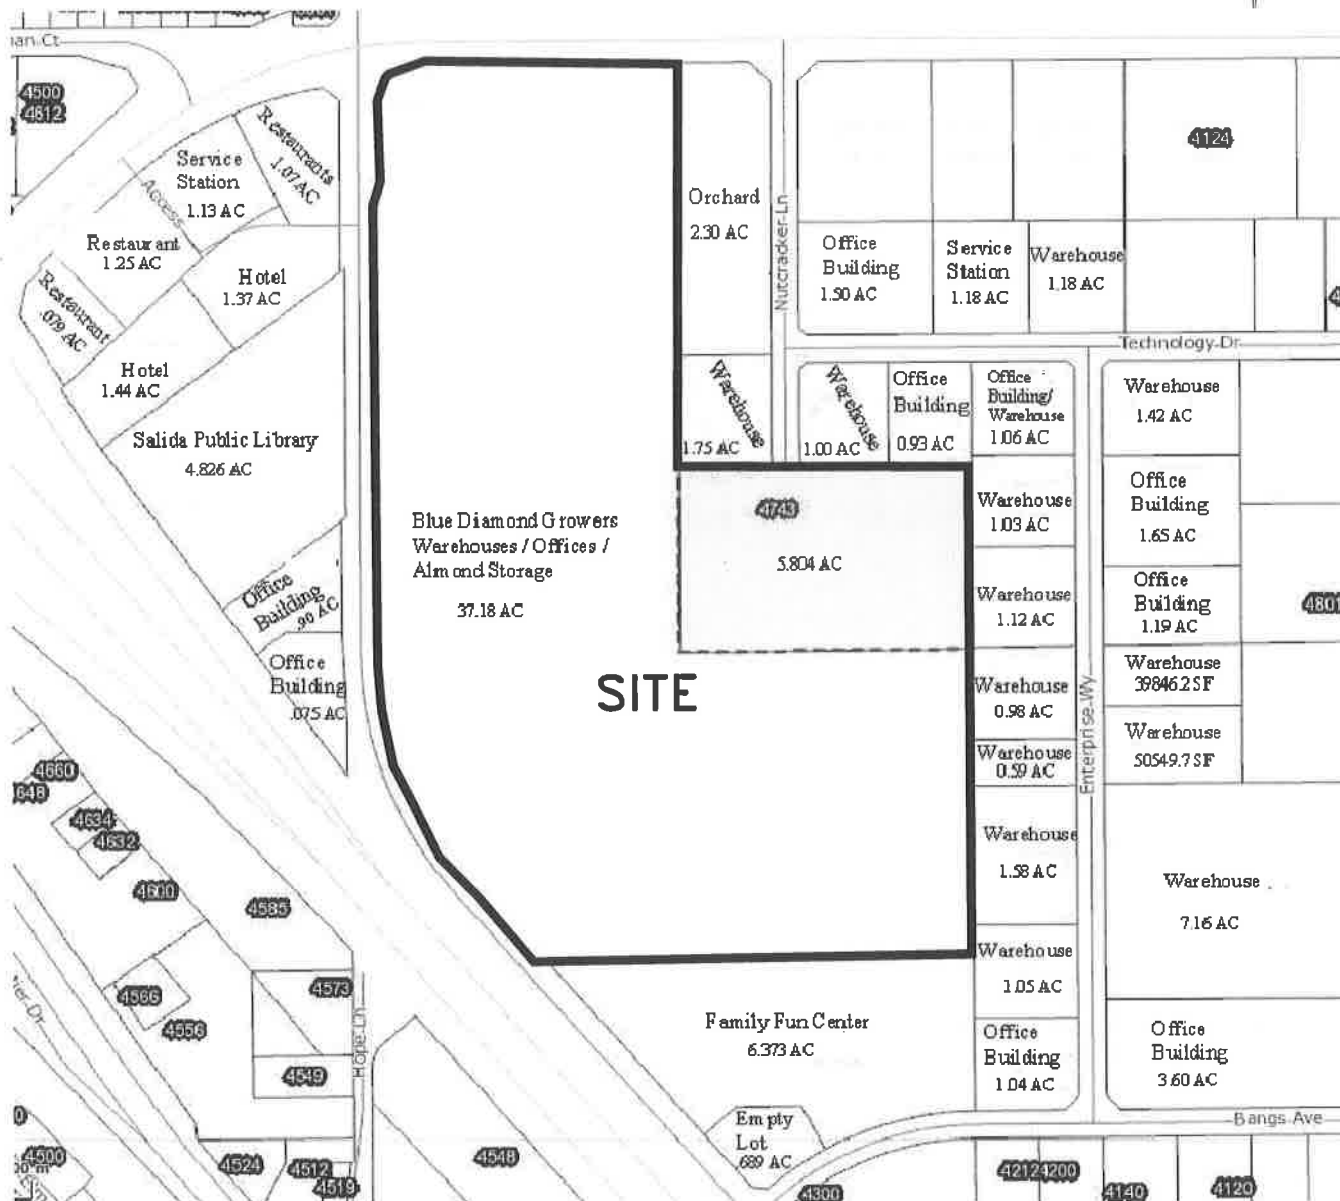 4500
4812
Restaurants
1.07 AC
Service
Station
1.13 AC
Access
Restaurant
1.25 AC
Hotel
1.37 AC
Restaurant
.079 AC
Hotel
1.44 AC
Salida Public Library
4.826 AC
Office
Building
.90 AC
Office
Building
.075 AC
Blue Diamond Growers
Warehouses / Offices /
Almond Storage
37.18 AC
SITE
Orchard
2.30 AC
Nutcracker Ln
Warehouse
1.75 AC
4743
5.804 AC
4124
Office
Building
1.50 AC
Service
Station
1.18 AC
Warehouse
1.18 AC
Technology Dr
Warehouse
1.00 AC
Office
Building
0.93 AC
Office
Building/
Warehouse
1.06 AC
Warehouse
1.42 AC
Warehouse
1.03 AC
Office
Building
1.65 AC
Warehouse
1.12 AC
Office
Building
1.19 AC
4801
Warehouse
0.98 AC
Enterprise Wy
Warehouse
39846.2 SF
Warehouse
0.59 AC
Warehouse
50549.7 SF
Warehouse
1.58 AC
Warehouse
7.16 AC
Warehouse
1.05 AC
Office
Building
1.04 AC
Office
Building
3.60 AC
Family Fun Center
6.373 AC
Empty
Lot
.689 AC
Bangs Ave
4660
4634
4632
4600
4585
4566
4556
4573
4549
Hope Ln
4500
4524
4512
4519
4548
4300
4212
4200
4140
4120